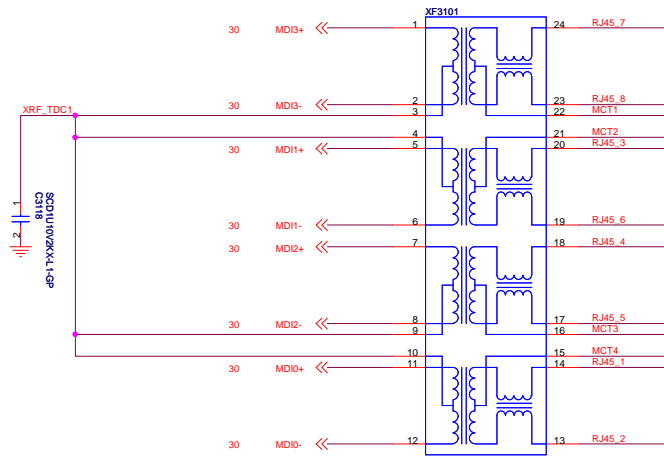 XF3101
30 MDI3+ 1 24 RJ45_7
30 MDI3- 2 23 RJ45_8
XRF_TDC1 3 22 MCT1
4 21 MCT2
30 MDI1+ 5 20 RJ45_3
30 MDI1- 6 19 RJ45_6
30 MDI2+ 7 18 RJ45_4
30 MDI2- 8 17 RJ45_5
9 16 MCT3
10 15 MCT4
30 MDI0+ 11 14 RJ45_1
30 MDI0- 12 13 RJ45_2
1
2
C3118
SCD1U10V2KX-L1-GP